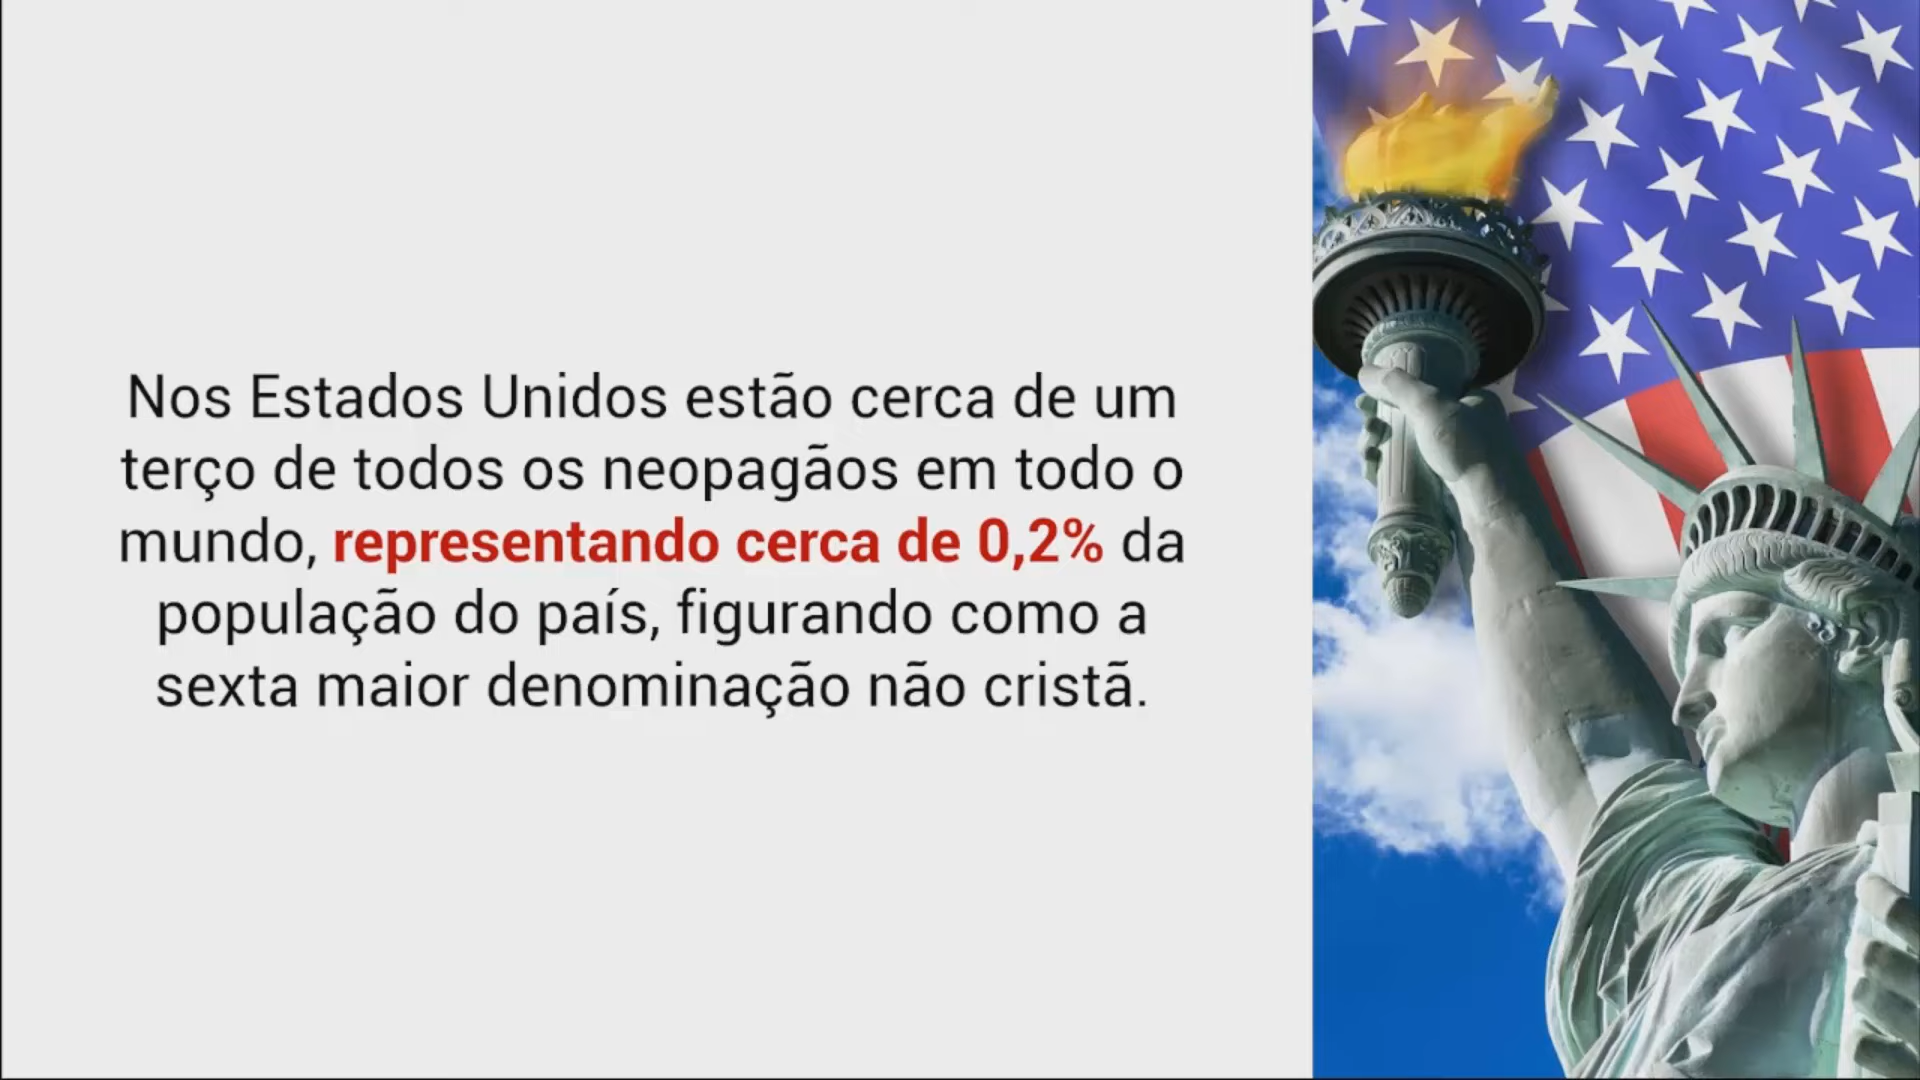 Nos Estados Unidos estão cerca de um
terço de todos os neopagãos em todo o
mundo, representando cerca de 0,2% da
população do país, figurando como a
sexta maior denominação não cristã.